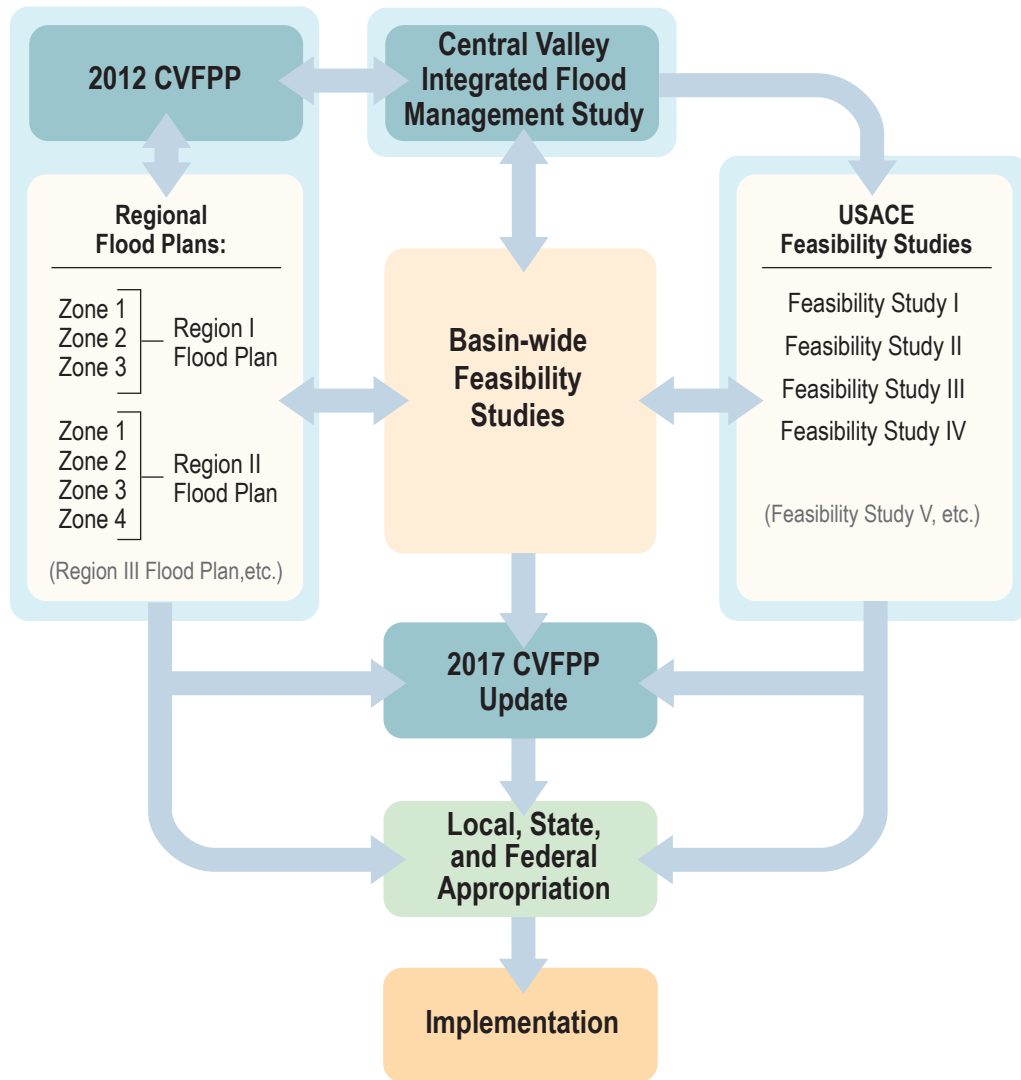 2012 CVFPP
Central Valley
Integrated Flood
Management Study
Regional
Flood Plans:
Zone 1
Zone 2
Zone 3
Region I
Flood Plan
Zone 1
Zone 2
Zone 3
Zone 4
Region II
Flood Plan
(Region III Flood Plan,etc.)
Basin-wide
Feasibility
Studies
USACE
Feasibility Studies
Feasibility Study I
Feasibility Study II
Feasibility Study III
Feasibility Study IV
(Feasibility Study V, etc.)
2017 CVFPP
Update
Local, State,
and Federal
Appropriation
Implementation